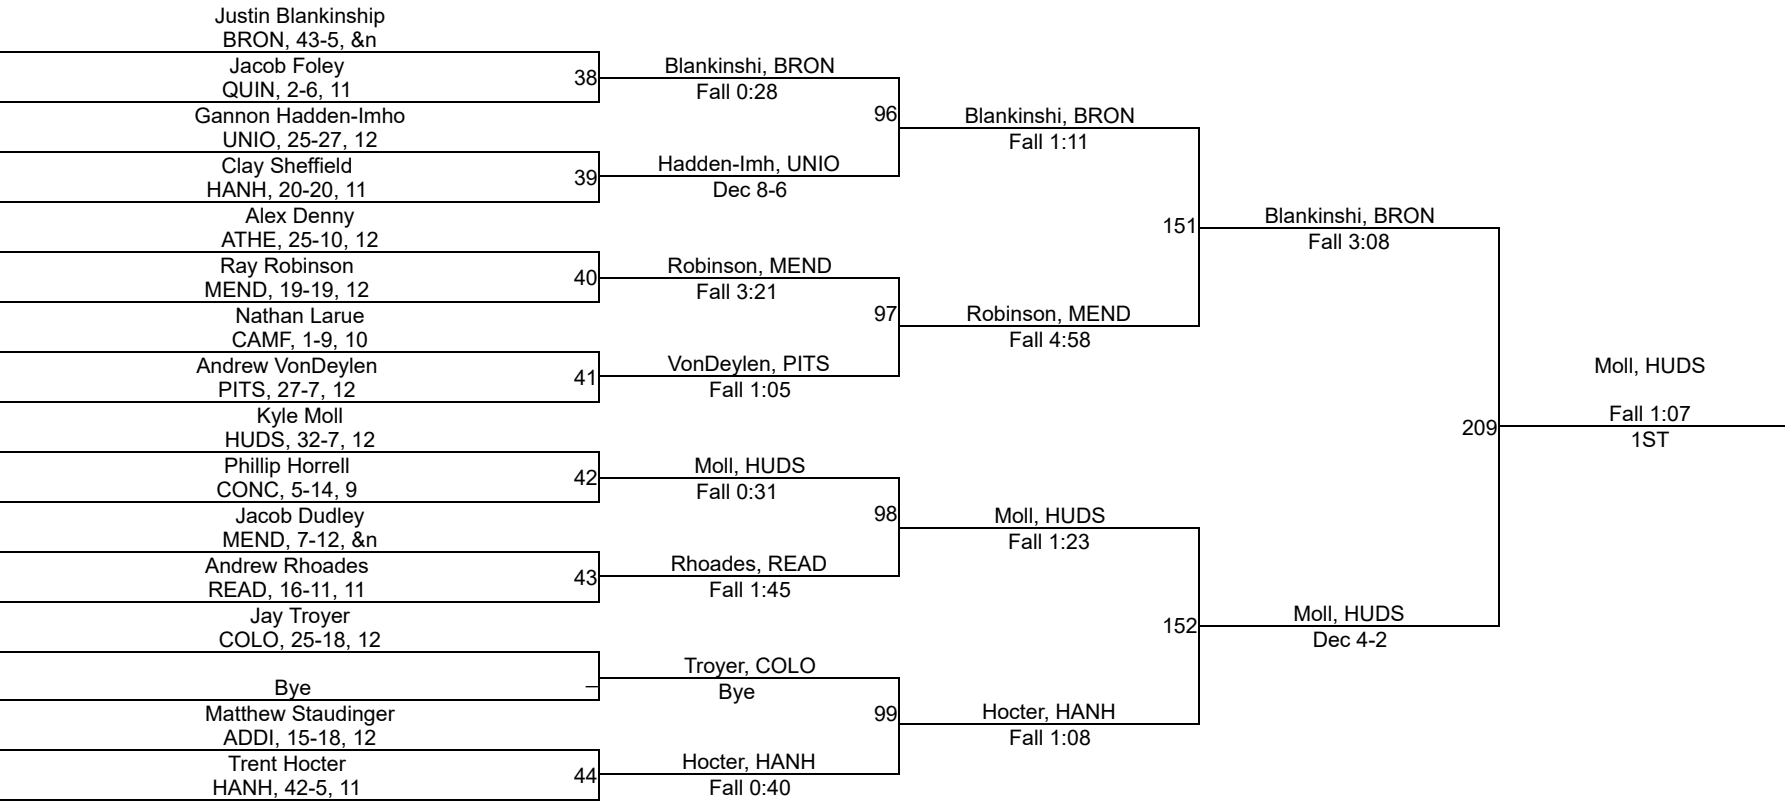 Justin Blankinship
BRON, 43-5, &n
Jacob Foley
QUIN, 2-6, 11
38
Gannon Hadden-Imho
UNIO, 25-27, 12
Clay Sheffield
HANH, 20-20, 11
39
Alex Denny
ATHE, 25-10, 12
Ray Robinson
MEND, 19-19, 12
40
Nathan Larue
CAMF, 1-9, 10
Andrew VonDeylen
PITS, 27-7, 12
41
Kyle Moll
HUDS, 32-7, 12
Phillip Horrell
CONC, 5-14, 9
42
Jacob Dudley
MEND, 7-12, &n
Andrew Rhoades
READ, 16-11, 11
43
Jay Troyer
COLO, 25-18, 12
Bye
–
Matthew Staudinger
ADDI, 15-18, 12
Trent Hocter
HANH, 42-5, 11
44
Blankinshi, BRON
Fall 0:28
96
Hadden-Imh, UNIO
Dec 8-6
Robinson, MEND
Fall 3:21
97
VonDeylen, PITS
Fall 1:05
Moll, HUDS
Fall 0:31
98
Rhoades, READ
Fall 1:45
Troyer, COLO
Bye
99
Hocter, HANH
Fall 0:40
Blankinshi, BRON
Fall 1:11
151
Robinson, MEND
Fall 4:58
Moll, HUDS
Fall 1:23
152
Hocter, HANH
Fall 1:08
Blankinshi, BRON
Fall 3:08
209
Moll, HUDS
Dec 4-2
Moll, HUDS
Fall 1:07
1ST